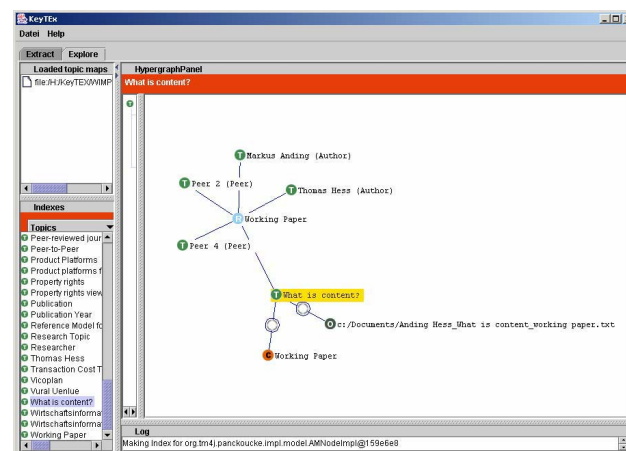 KeyTEx
Datei Help
Extract Explore
Loaded topic maps
file:/H:/KeyTEX/WIMP
Indexes
Topics
Peer-reviewed jour
Peer-to-Peer
Product Platforms
Product platforms f
Property rights
Property rights view
Publication
Publication Year
Reference Model fo
Research Topic
Researcher
Thomas Hess
Transaction Cost T
Vicoplan
Vural Uenlue
What is content?
Wirtschaftsinforma
Wirtschaftsinforma
Working Paper
HypergraphPanel
What is content?
T Markus Anding (Author)
T Peer 2 (Peer)
T Thomas Hess (Author)
Working Paper
T Peer 4 (Peer)
T What is content?
O c:/Documents/Anding Hess_What is content_working paper.txt
C Working Paper
Log
Making Index for org.tm4j.panckoucke.impl.model.AMNodeImpl@159e6e8